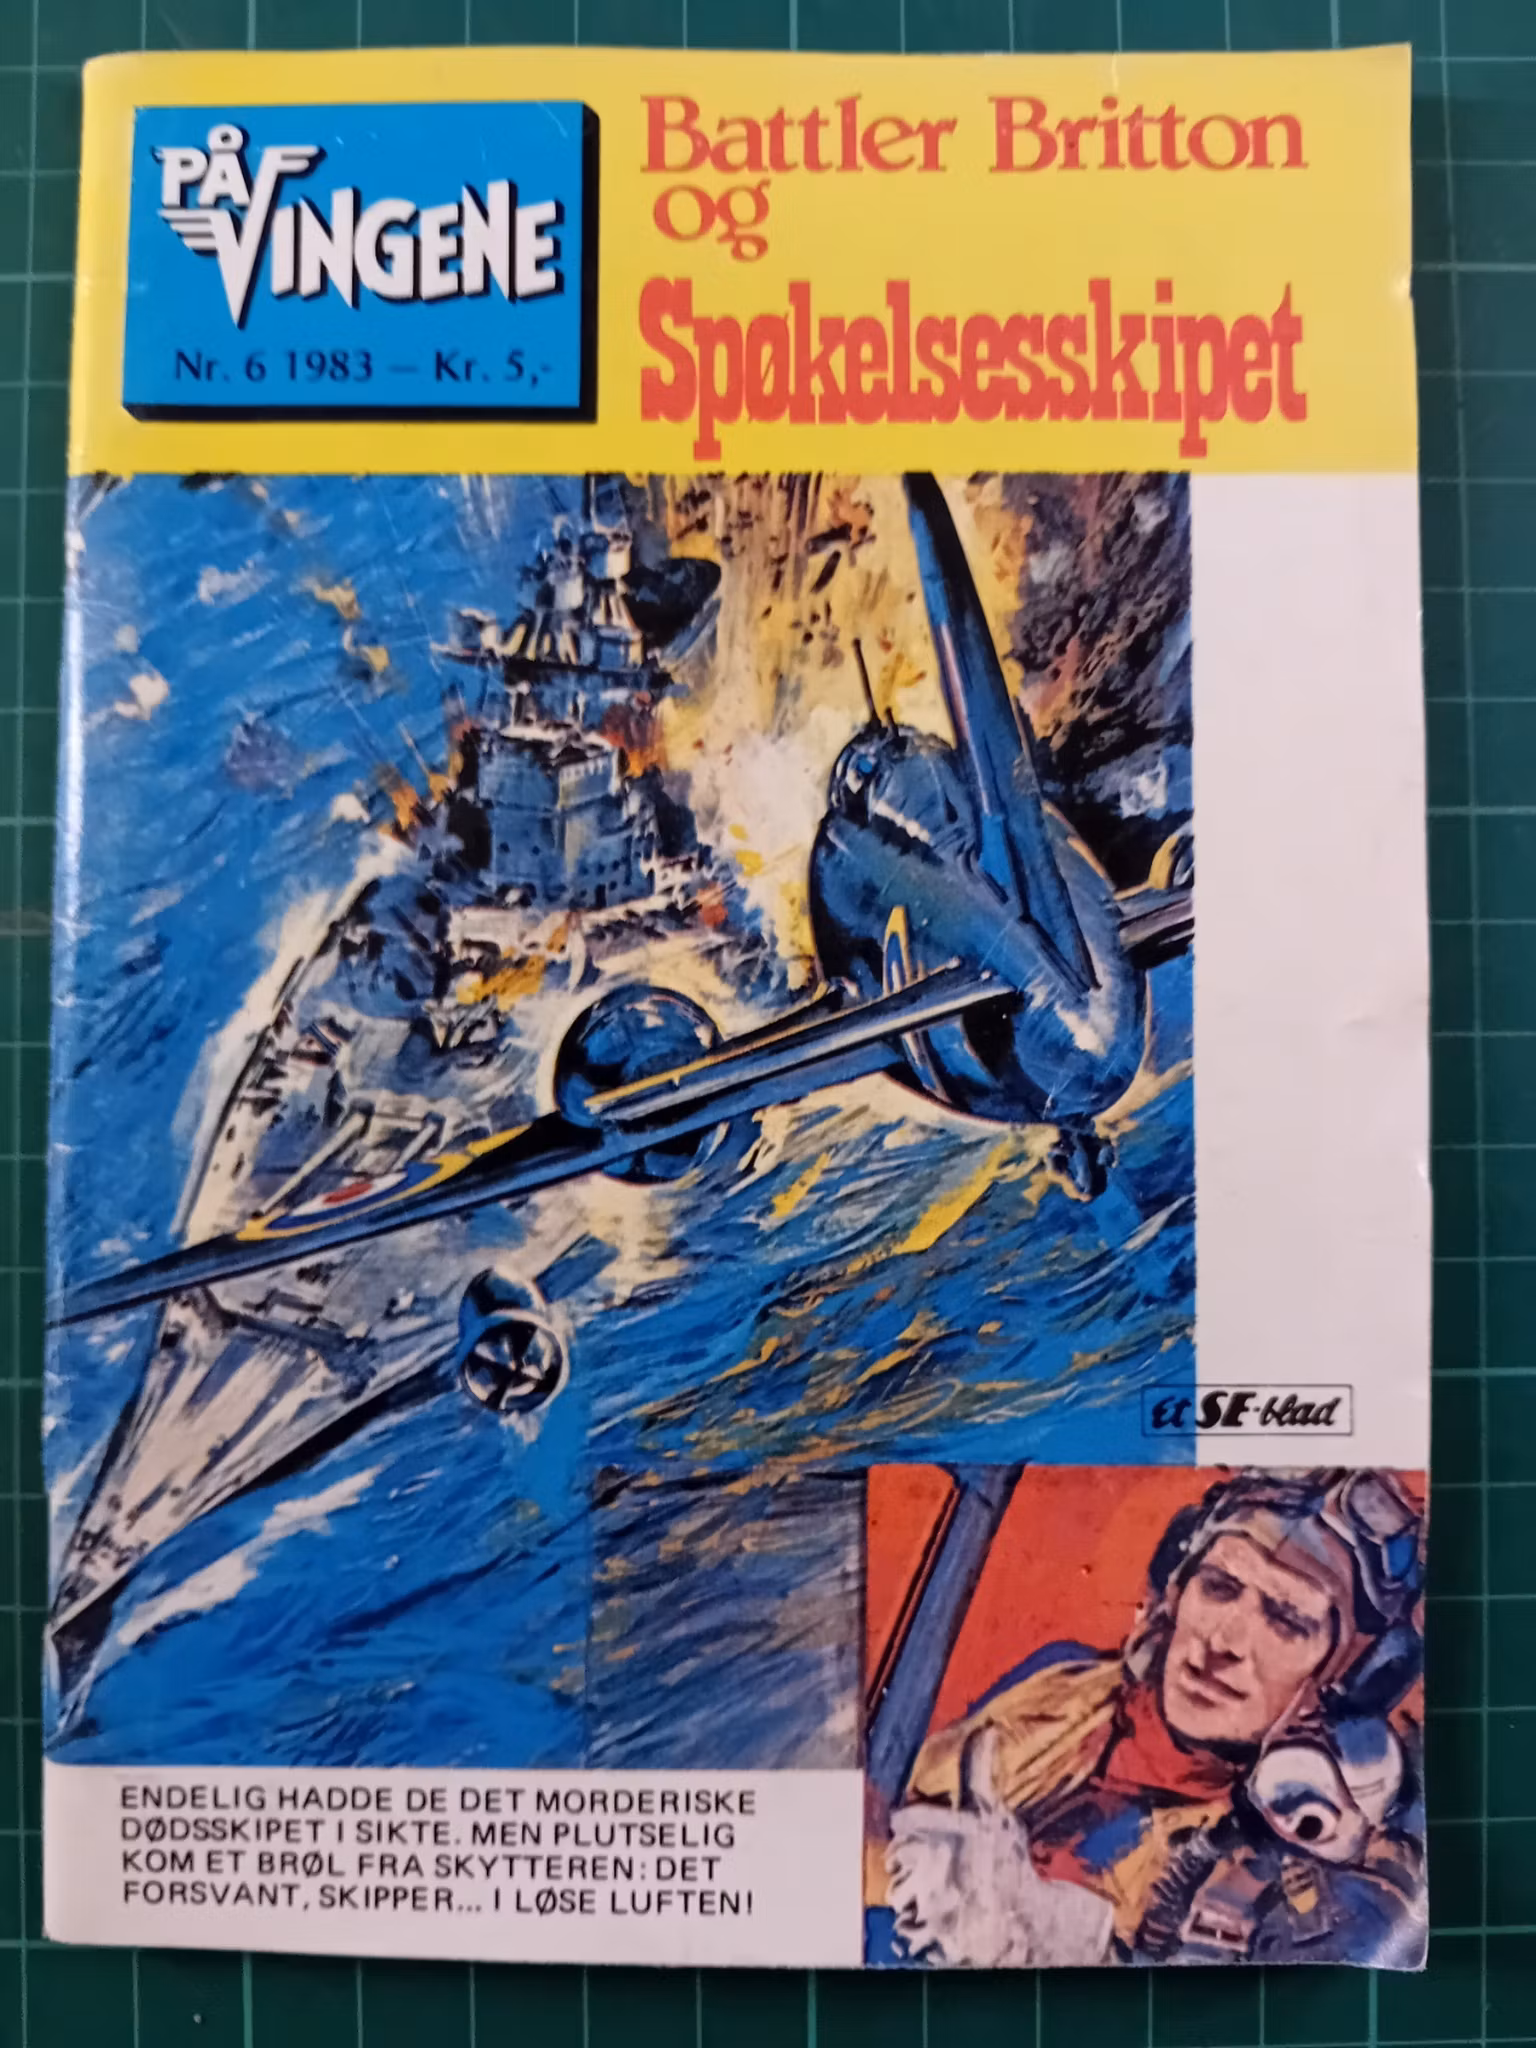 PÅ
VINGENE
Nr. 6 1983 — Kr. 5,-
Battler Britton
og
Spøkelsesskipet
Et SE-blad
ENDELIG HADDE DE DET MORDERISKE
DØDSSKIPET I SIKTE. MEN PLUTSELIG
KOM ET BRØL FRA SKYTTEREN: DET
FORSVANT, SKIPPER... I LØSE LUFTEN!